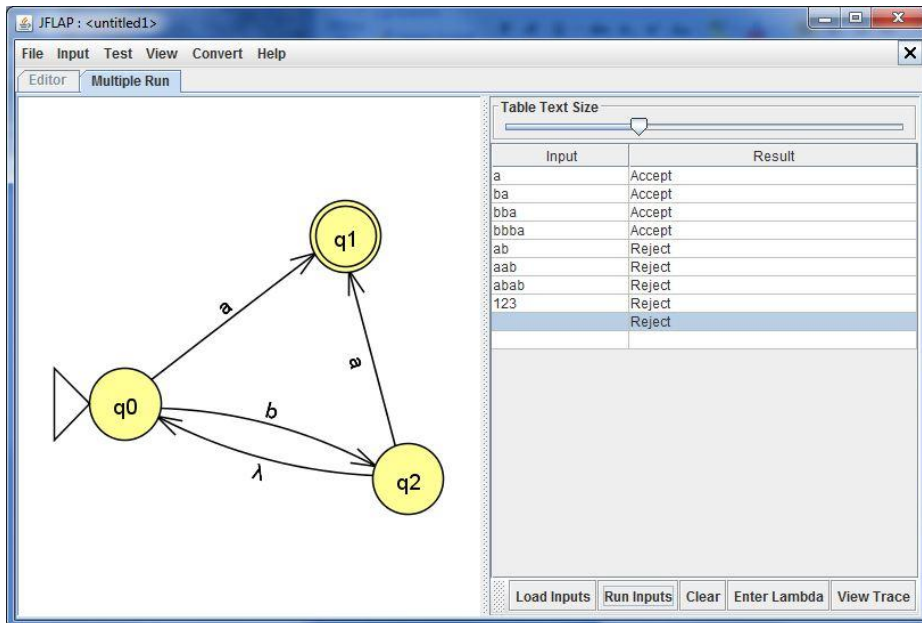 JFLAP : <untitled1>
File Input Test View Convert Help
Editor Multiple Run
Table Text Size
Input Result
a Accept
ba Accept
bba Accept
bbba Accept
ab Reject
aab Reject
abab Reject
123 Reject
Reject
q1
a
a
q0
b
λ
q2
Load Inputs Run Inputs Clear Enter Lambda View Trace